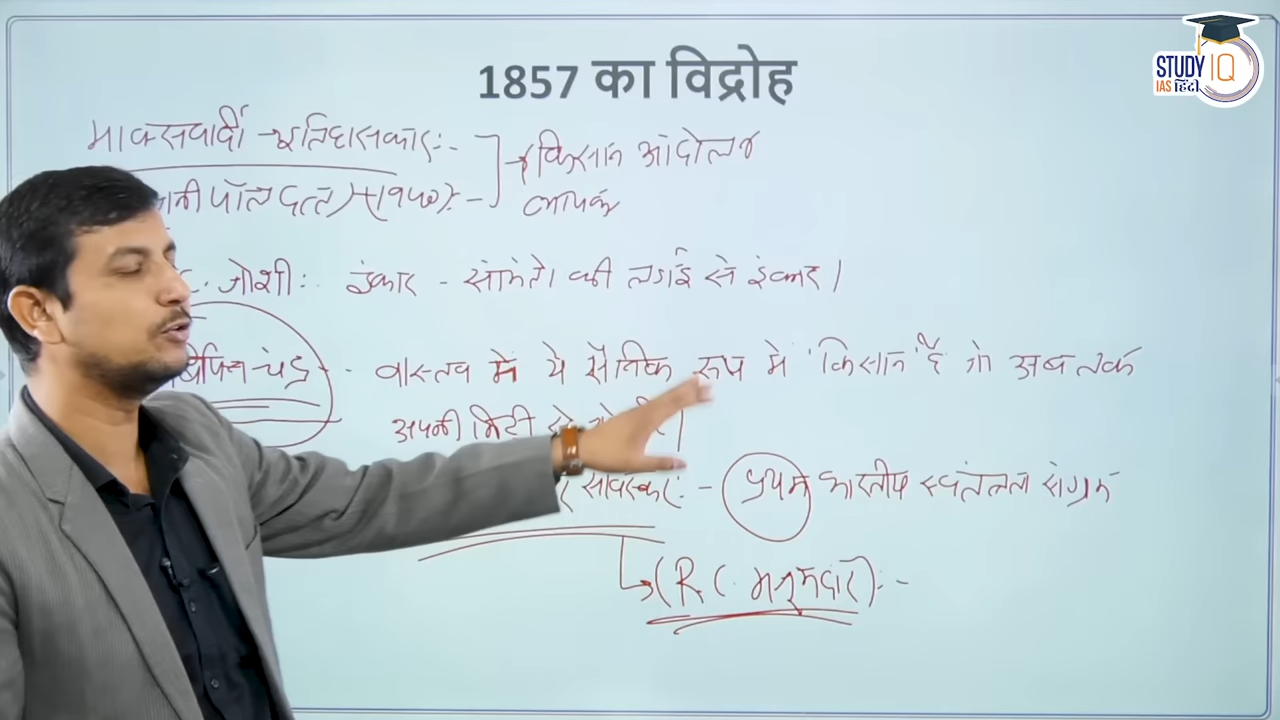 1857 का विद्रोह
STUDY IQ
IAS हिंदी
मार्क्सवादी इतिहासकारः-
पॉल दत्त) → किसान आंदोलन
व्यापक
जोशीः इंकार - सामंतों की लड़ाई से इंकार।
बिपिन चंद्र - वास्तव में ये सैनिक रूप में 'किसान' है जो अब तक
अपनी मिट्टी से
सावरकरः - प्रथम भारतीय स्वतंत्रता संग्राम
(R C मजूमदार):-